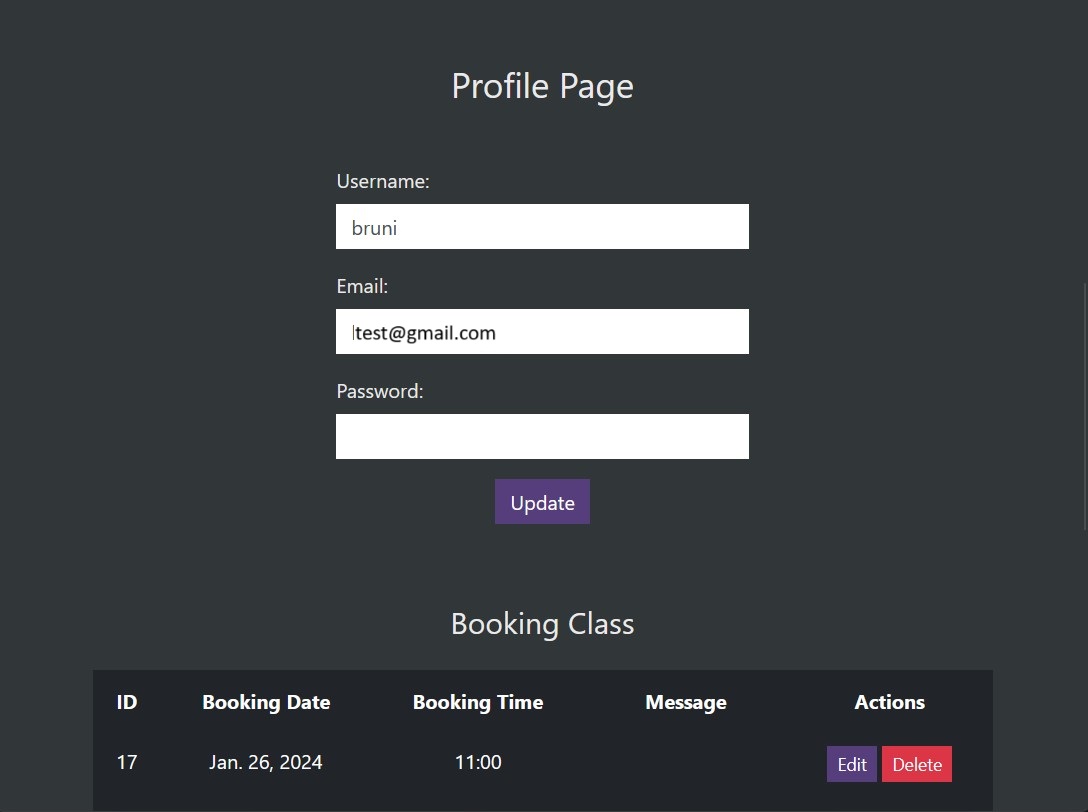 Profile Page
Username:
bruni
Email:
test@gmail.com
Password:
Update
Booking Class
ID Booking Date Booking Time Message Actions
17 Jan. 26, 2024 11:00 Edit Delete